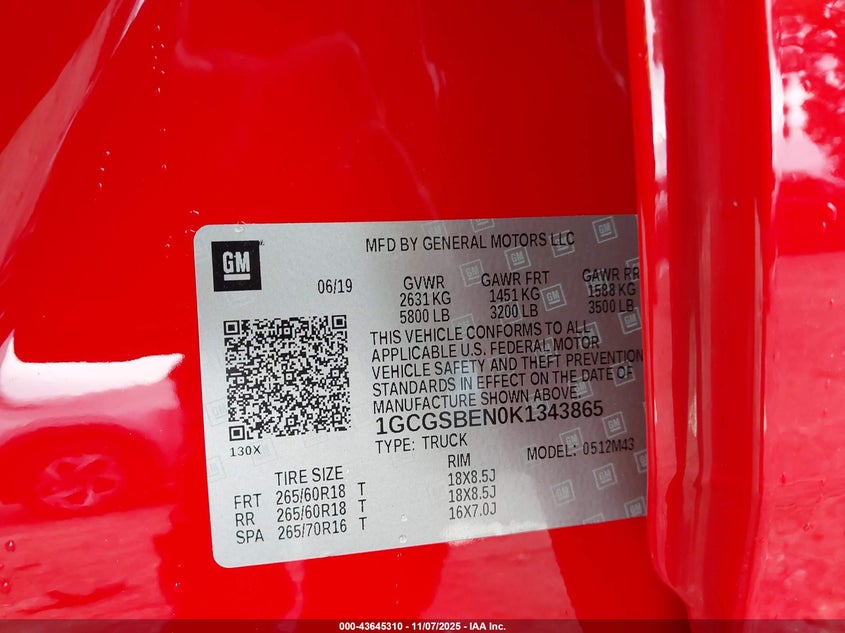 GM
MFD BY GENERAL MOTORS LLC
06/19
GVWR GAWR FRT GAWR RR
2631 KG 1451 KG 1588 KG
5800 LB 3200 LB 3500 LB
THIS VEHICLE CONFORMS TO ALL
APPLICABLE U.S. FEDERAL MOTOR
VEHICLE SAFETY AND THEFT PREVENTION
STANDARDS IN EFFECT ON THE DATE OF
MANUFACTURE SHOWN ABOVE.
1GCGSBEN0K1343865
130X
TYPE: TRUCK MODEL: 0512M43
TIRE SIZE RIM
FRT 265/60R18 T 18X8.5J
RR 265/60R18 T 18X8.5J
SPA 265/70R16 T 16X7.0J
000-43645310 - 11/07/2025 - IAA Inc.